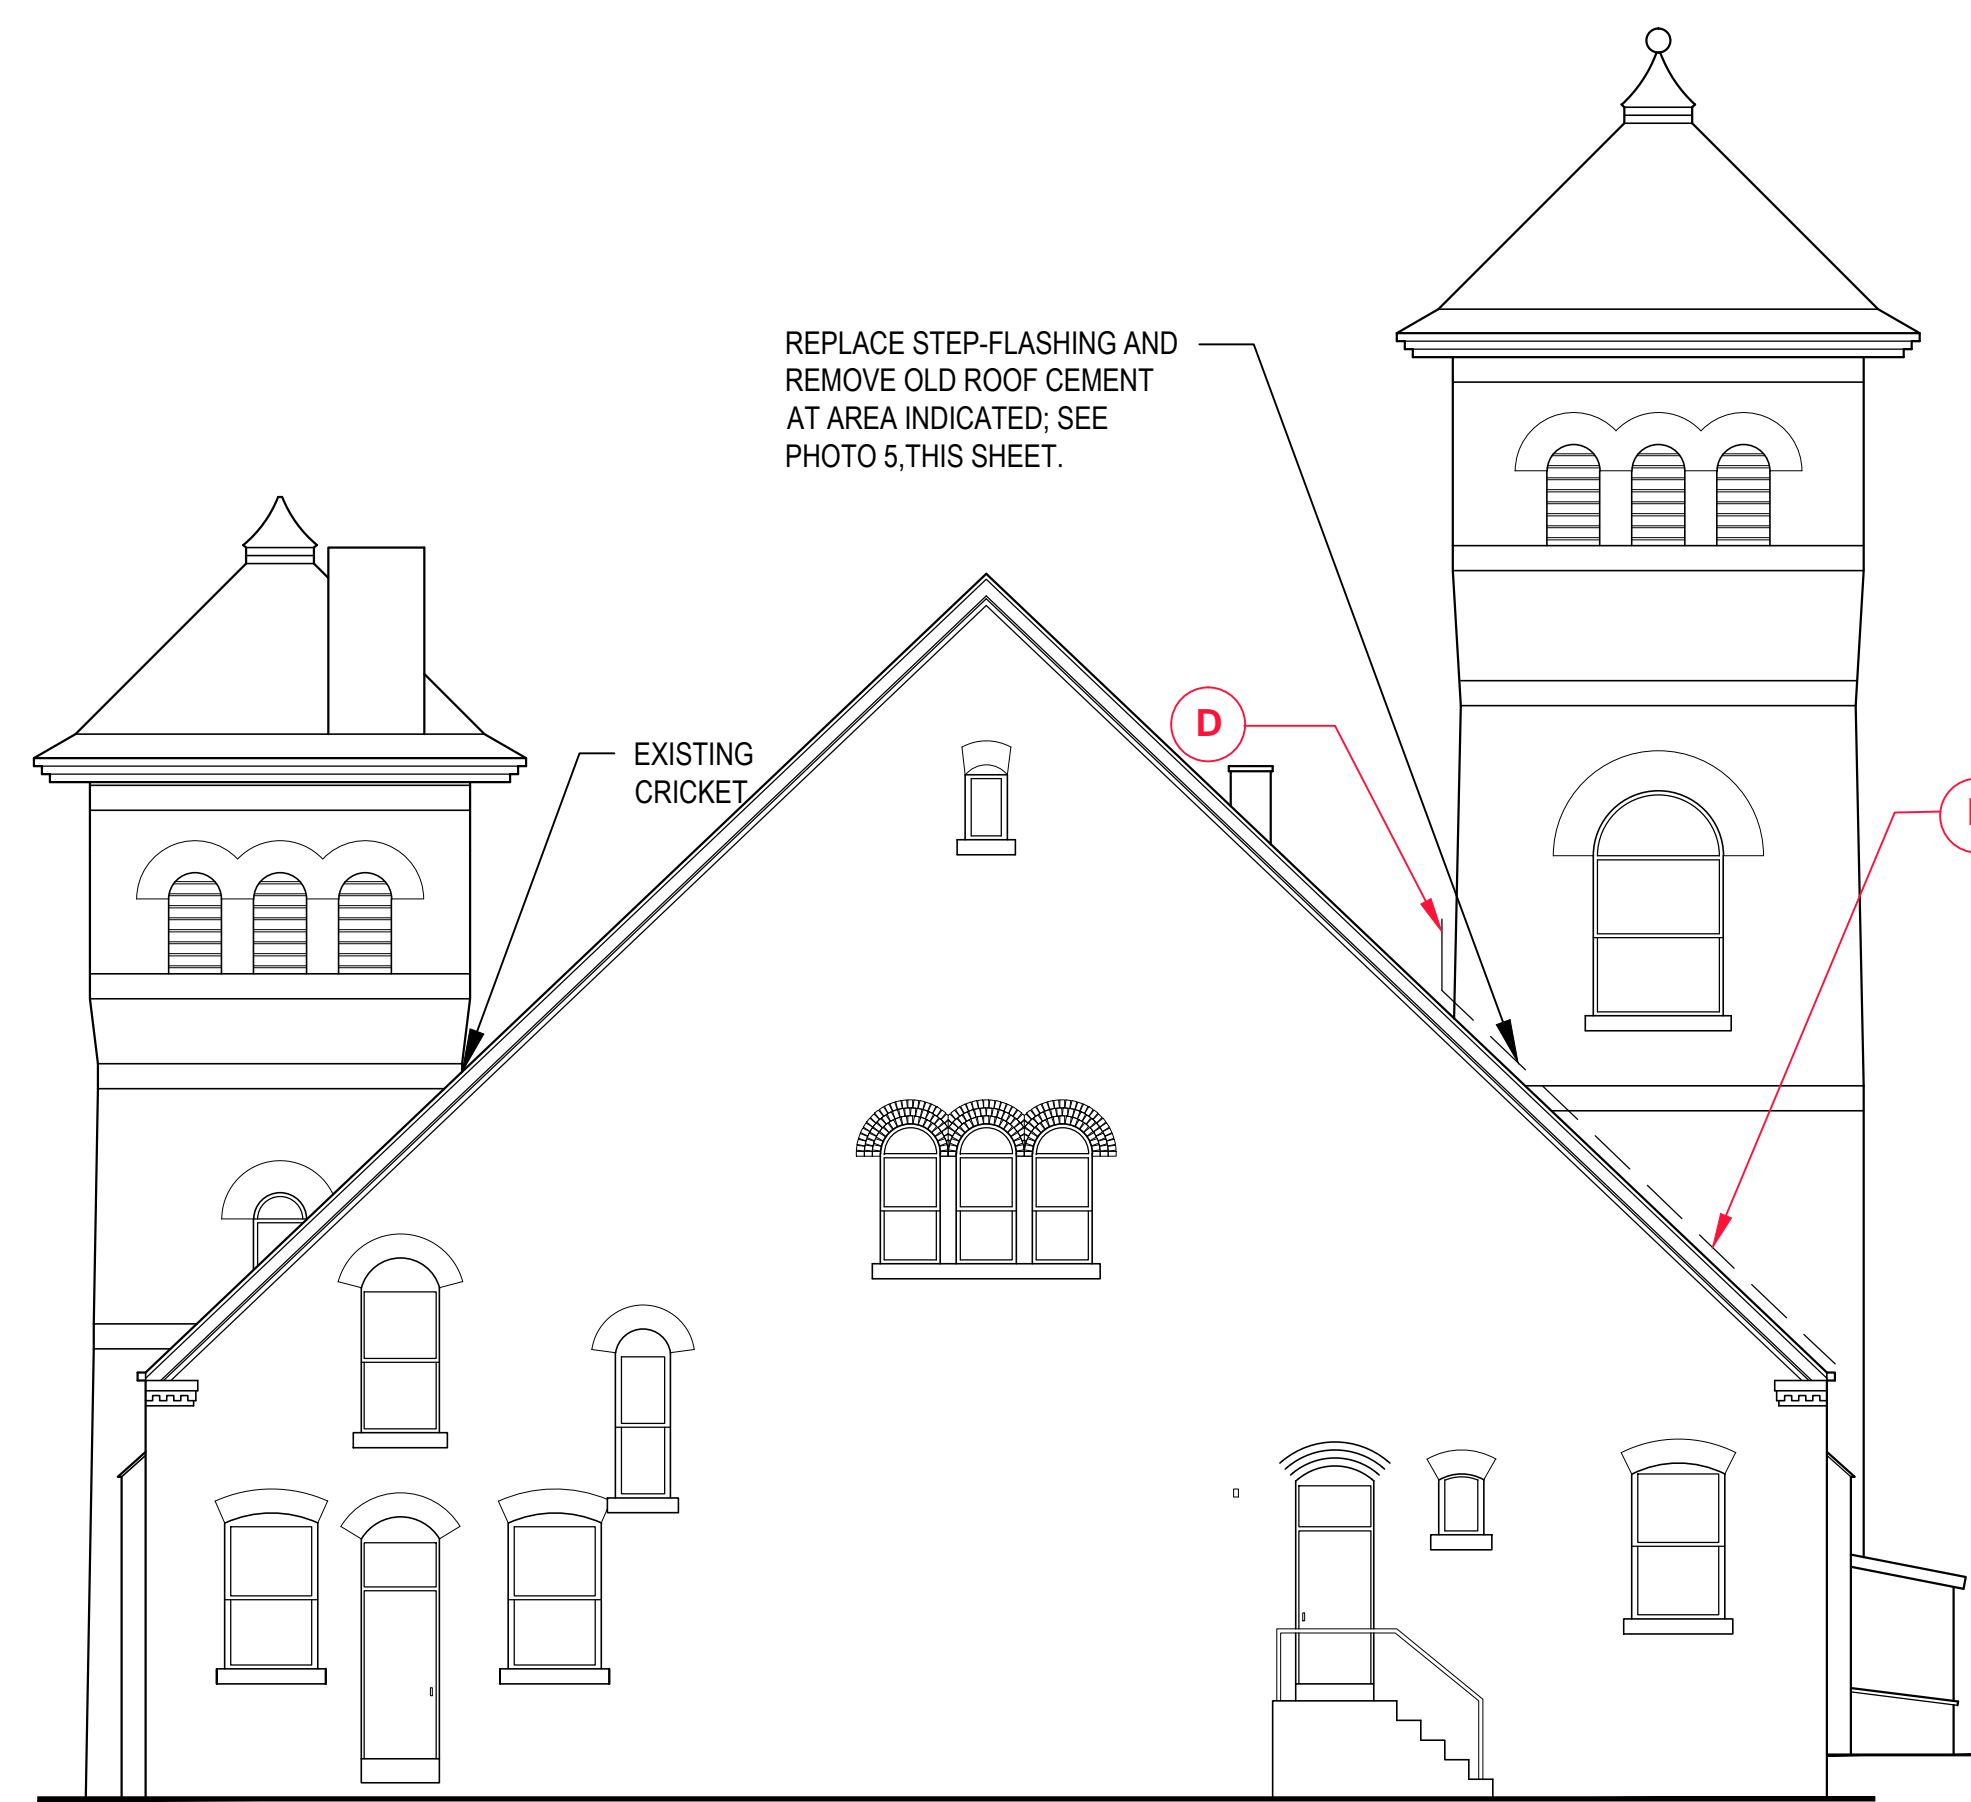 REPLACE STEP-FLASHING AND
REMOVE OLD ROOF CEMENT
AT AREA INDICATED; SEE
PHOTO 5,THIS SHEET.
D
EXISTING
CRICKET